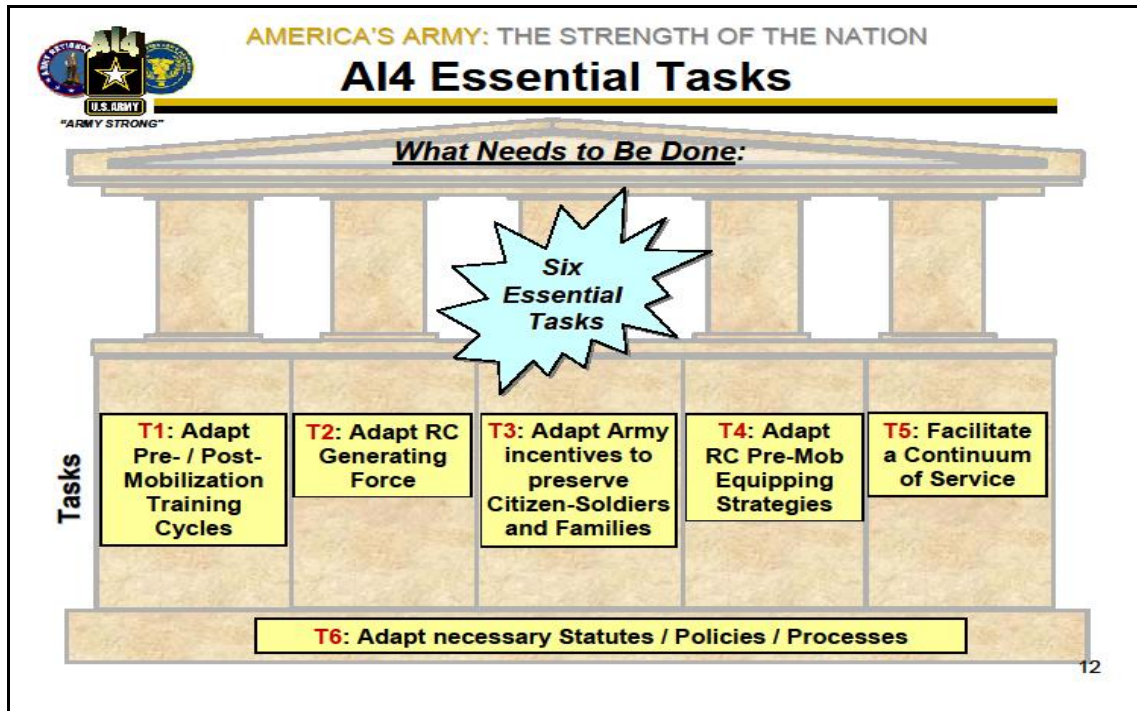 AMERICA'S ARMY: THE STRENGTH OF THE NATION
AI4 Essential Tasks
AI4
U.S. ARMY
"ARMY STRONG"
What Needs to Be Done:
Six
Essential
Tasks
Tasks
T1: Adapt
Pre- / Post-
Mobilization
Training
Cycles
T2: Adapt RC
Generating
Force
T3: Adapt Army
incentives to
preserve
Citizen-Soldiers
and Families
T4: Adapt
RC Pre-Mob
Equipping
Strategies
T5: Facilitate
a Continuum
of Service
T6: Adapt necessary Statutes / Policies / Processes
12